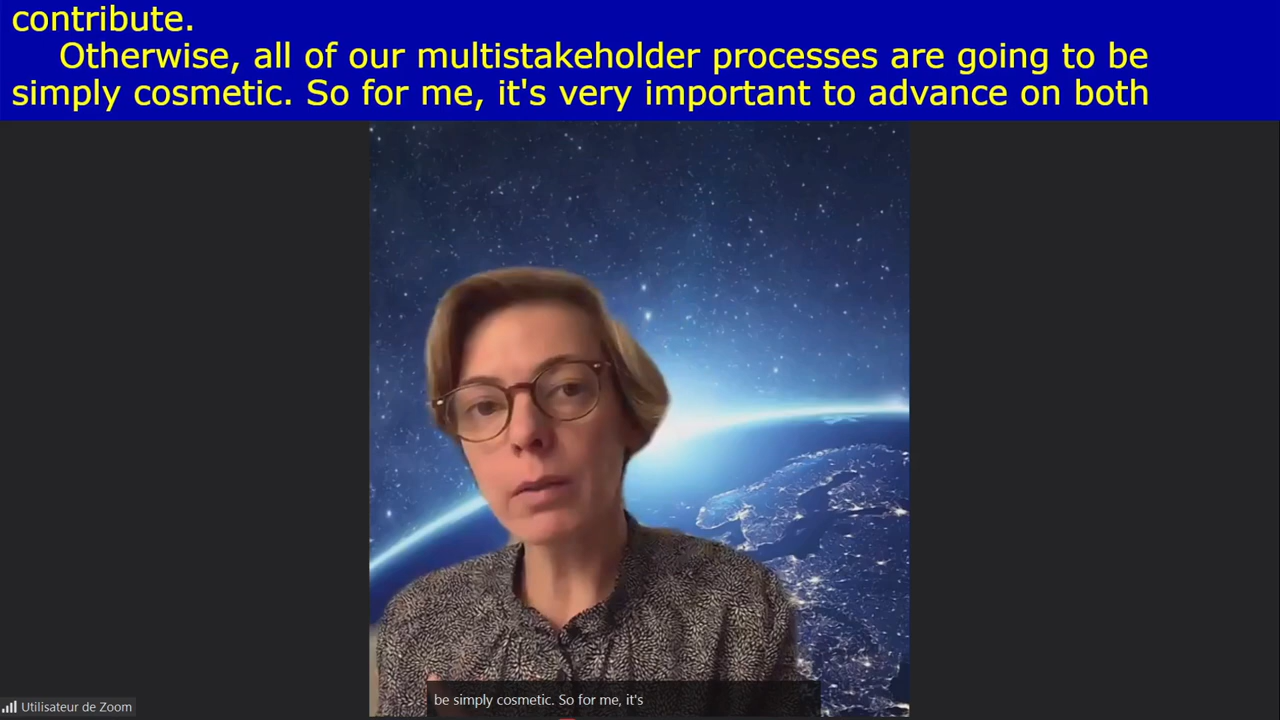 contribute.
Otherwise, all of our multistakeholder processes are going to be
simply cosmetic. So for me, it's very important to advance on both
be simply cosmetic. So for me, it's
Utilisateur de Zoom